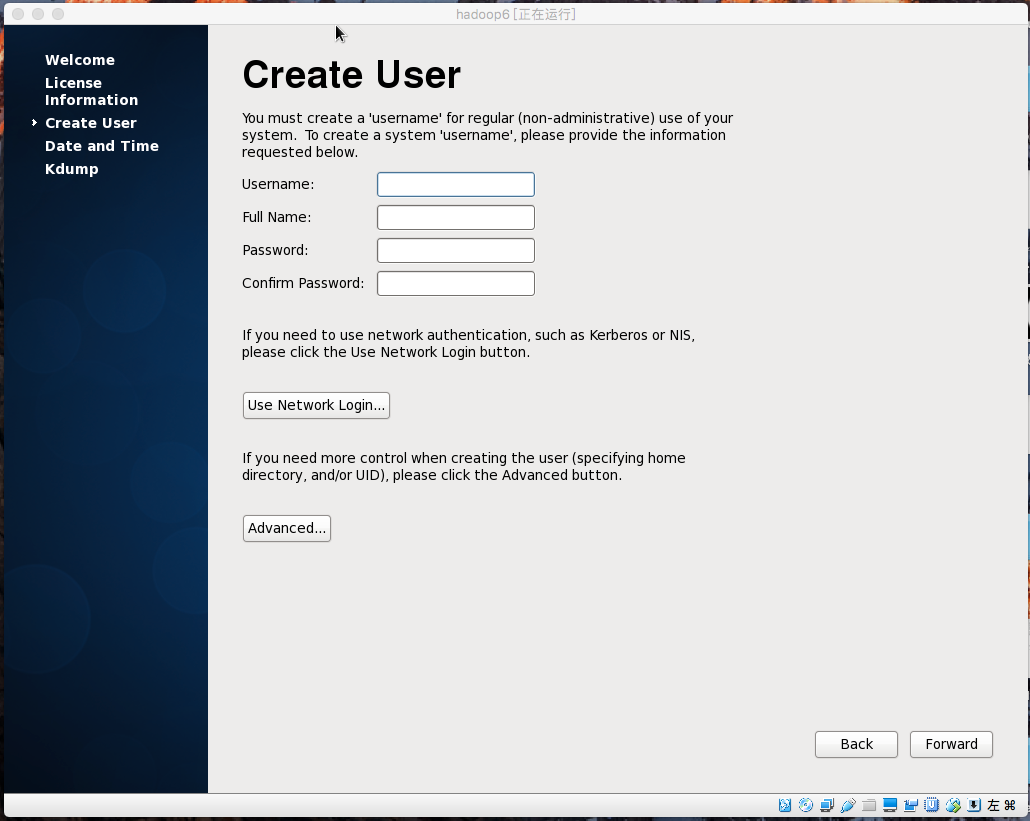 hadoop6 [正在运行]
Welcome
License
Information
Create User
Date and Time
Kdump
Create User
You must create a 'username' for regular (non-administrative) use of your
system.  To create a system 'username', please provide the information
requested below.
Username:
Full Name:
Password:
Confirm Password:
If you need to use network authentication, such as Kerberos or NIS,
please click the Use Network Login button.
Use Network Login...
If you need more control when creating the user (specifying home
directory, and/or UID), please click the Advanced button.
Advanced...
Back Forward
左 ⌘